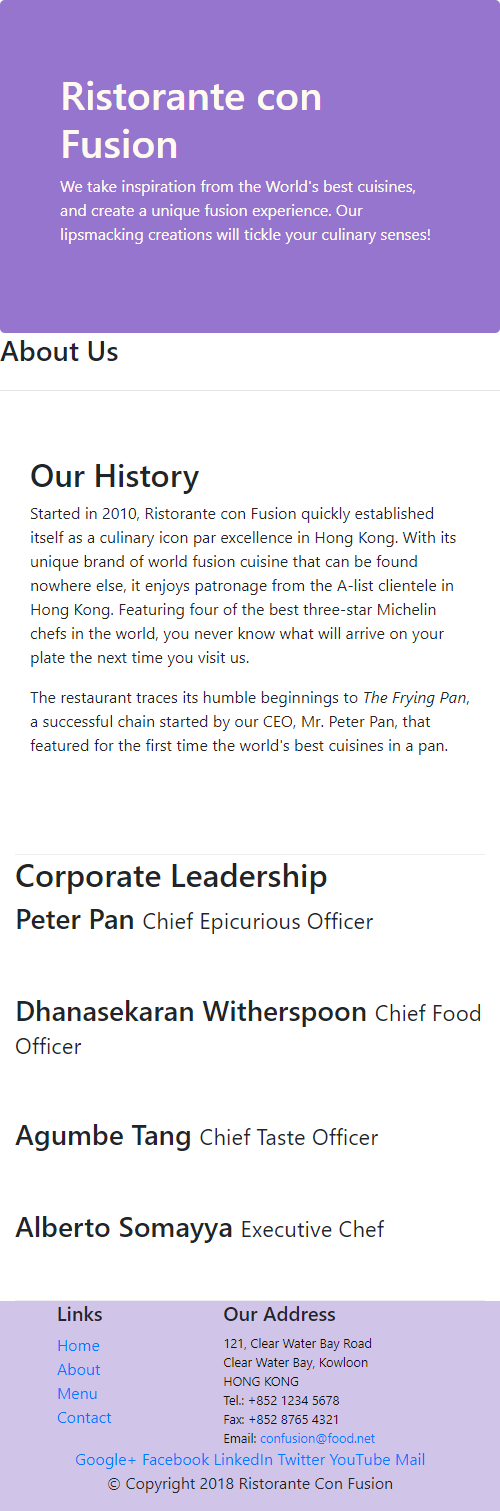 Ristorante con
Fusion
We take inspiration from the World's best cuisines,
and create a unique fusion experience. Our
lipsmacking creations will tickle your culinary senses!
About Us
Our History
Started in 2010, Ristorante con Fusion quickly established
itself as a culinary icon par excellence in Hong Kong. With its
unique brand of world fusion cuisine that can be found
nowhere else, it enjoys patronage from the A-list clientele in
Hong Kong. Featuring four of the best three-star Michelin
chefs in the world, you never know what will arrive on your
plate the next time you visit us.
The restaurant traces its humble beginnings to The Frying Pan,
a successful chain started by our CEO, Mr. Peter Pan, that
featured for the first time the world's best cuisines in a pan.
Corporate Leadership
Peter Pan Chief Epicurious Officer
Dhanasekaran Witherspoon Chief Food
Officer
Agumbe Tang Chief Taste Officer
Alberto Somayya Executive Chef
Links
Home
About
Menu
Contact
Our Address
121, Clear Water Bay Road
Clear Water Bay, Kowloon
HONG KONG
Tel.: +852 1234 5678
Fax: +852 8765 4321
Email: confusion@food.net
Google+ Facebook LinkedIn Twitter YouTube Mail
© Copyright 2018 Ristorante Con Fusion